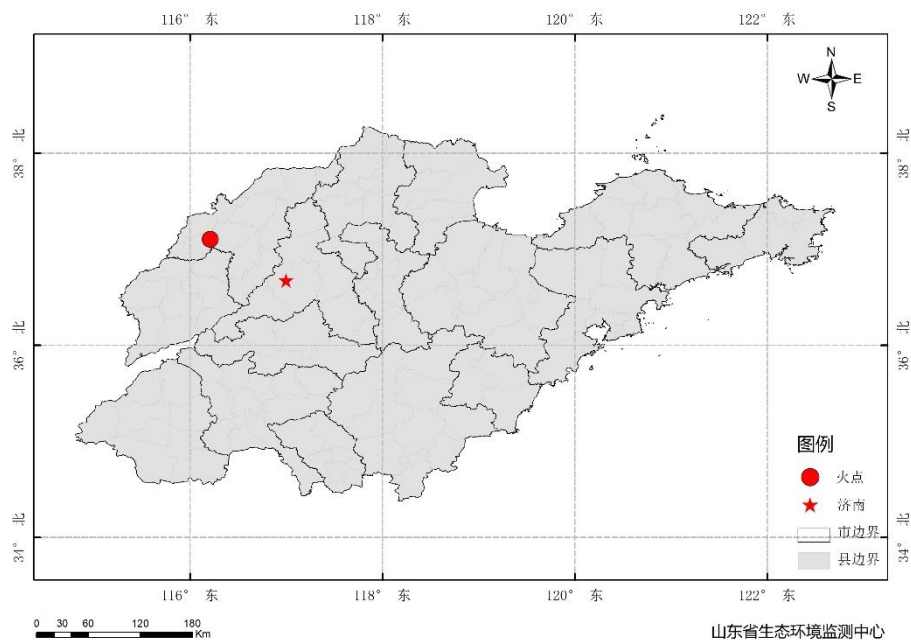 116° 东 118° 东 120° 东 122° 东
N
W E
S
38° 北 38° 北
36° 北 36° 北
34° 北 34° 北
图例
火点
济南
市边界
县边界
116° 东 118° 东 120° 东 122° 东
0 30 60 120 180
Km
山东省生态环境监测中心